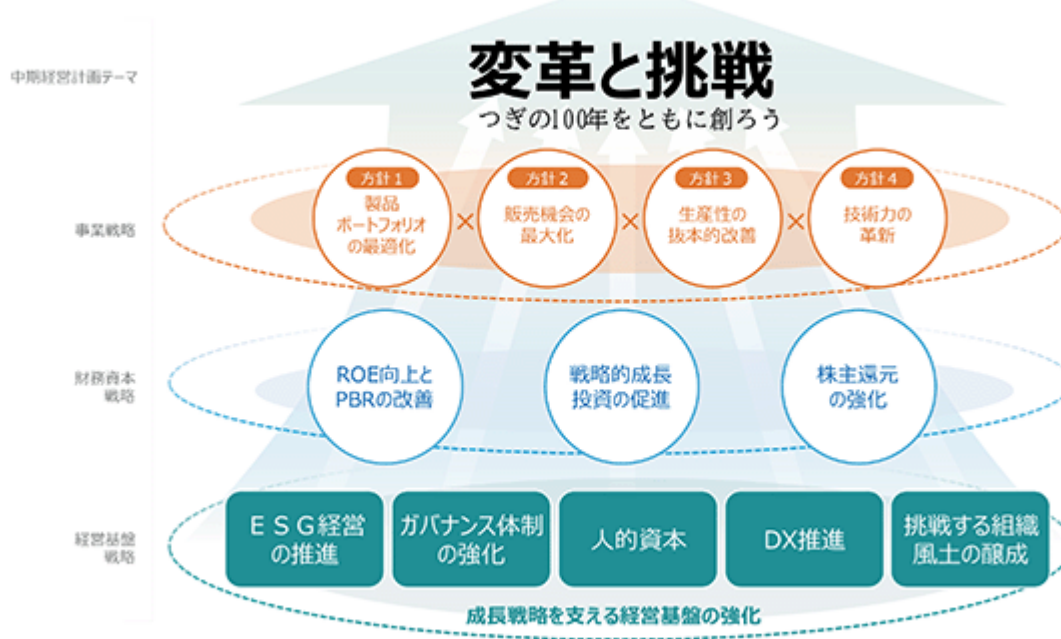 中期経営計画テーマ
変革と挑戦
つぎの100年をともに創ろう
事業戦略
方針1
製品
ポートフォリオ
の最適化
×
方針2
販売機会の
最大化
×
方針3
生産性の
抜本的改善
×
方針4
技術力の
革新
財務資本
戦略
ROE向上と
PBRの改善
戦略的成長
投資の促進
株主還元
の強化
経営基盤
戦略
ESG経営
の推進
ガバナンス体制
の強化
人的資本
DX推進
挑戦する組織
風土の醸成
成長戦略を支える経営基盤の強化